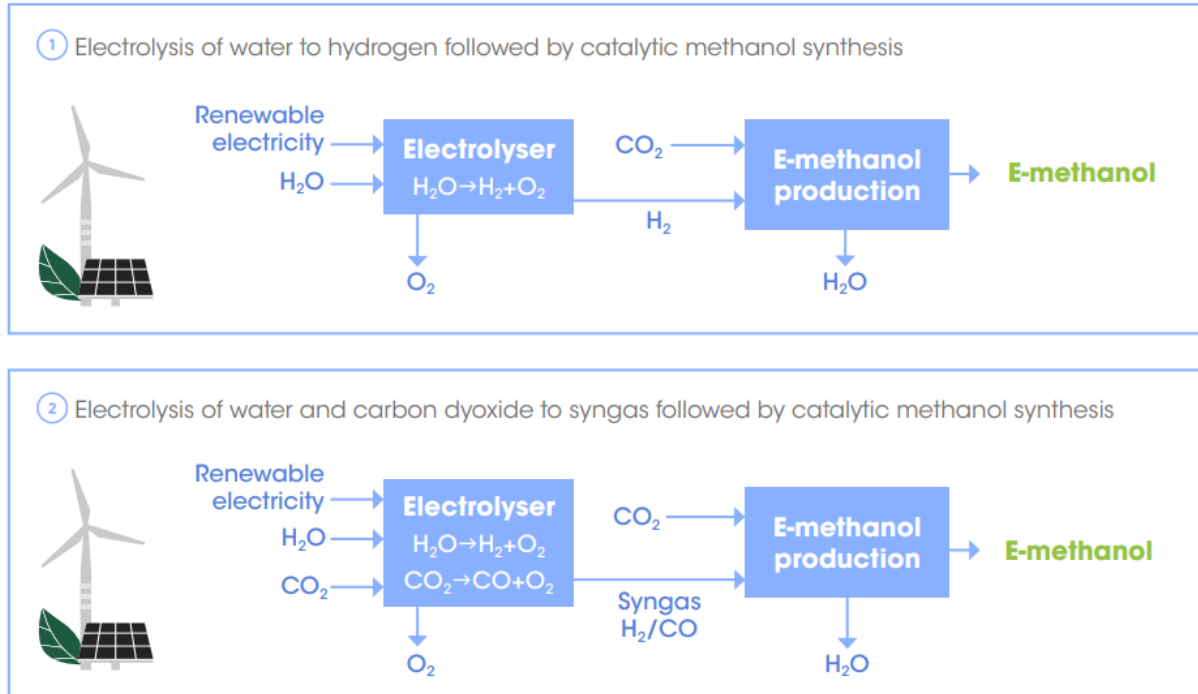 1 Electrolysis of water to hydrogen followed by catalytic methanol synthesis
Renewable
electricity
H₂O
Electrolyser
H₂O→H₂+O₂
O₂
CO₂
H₂
E-methanol
production
H₂O
E-methanol
2 Electrolysis of water and carbon dyoxide to syngas followed by catalytic methanol synthesis
Renewable
electricity
H₂O
CO₂
Electrolyser
H₂O→H₂+O₂
CO₂→CO+O₂
O₂
CO₂
Syngas
H₂/CO
E-methanol
production
H₂O
E-methanol